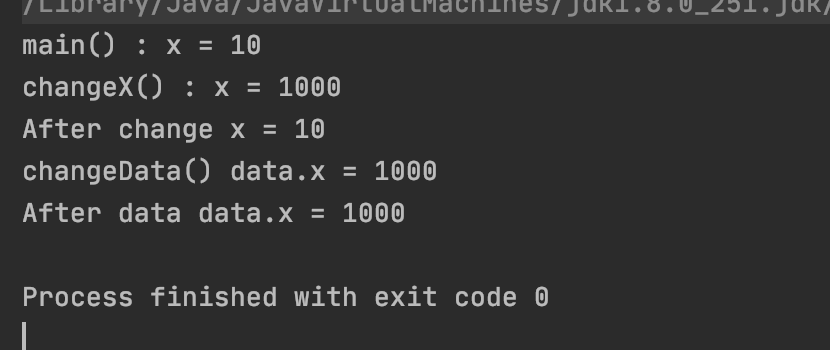 /Library/Java/JavaVirtualMachines/jdk1.8.0_251.jdk/
main() : x = 10
changeX() : x = 1000
After change x = 10
changeData() data.x = 1000
After data data.x = 1000
Process finished with exit code 0